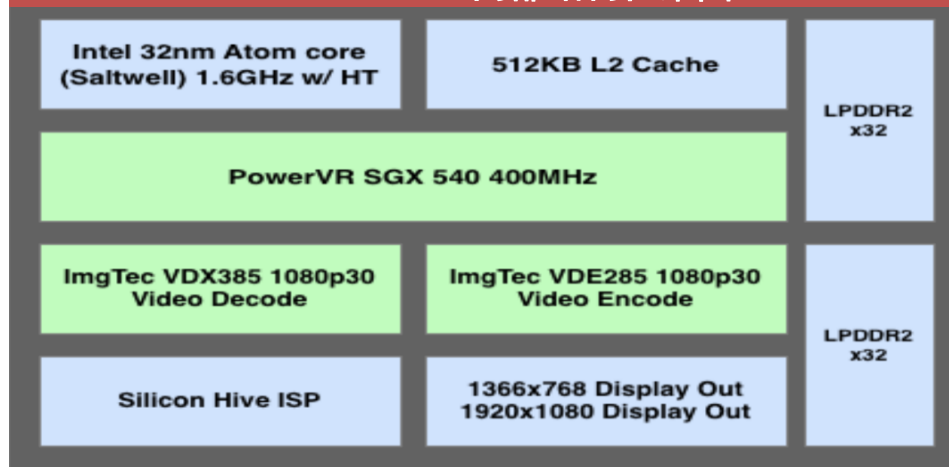 Intel 32nm Atom core
(Saltwell) 1.6GHz w/ HT
512KB L2 Cache
LPDDR2
x32
PowerVR SGX 540 400MHz
ImgTec VDX385 1080p30
Video Decode
ImgTec VDE285 1080p30
Video Encode
LPDDR2
x32
Silicon Hive ISP
1366x768 Display Out
1920x1080 Display Out